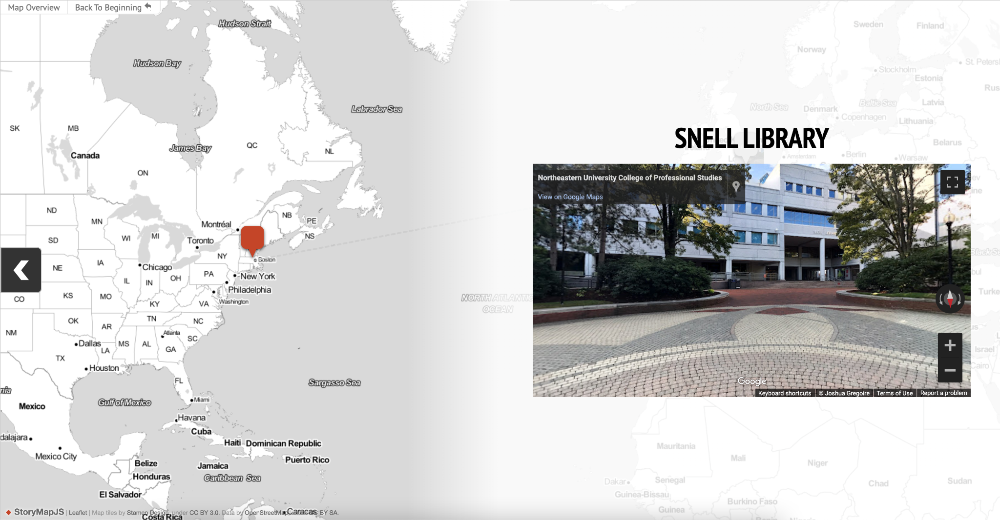 Map Overview
Back To Beginning
Hudson Strait
Hudson Bay
Labrador Sea
SK
MB
James Bay
QC
NL
Canada
ON
ND
MN
Montréal
NB
PE
NS
SD
WI
MI
Toronto
NY
Boston
NE
IA
Chicago
PA
New York
IL
IN
OH
Philadelphia
CO
KS
MO
KY
VA
Washington
OK
AR
TN
NC
NM
Atlanta
SC
Dallas
LA
MS
AL
GA
TX
Houston
FL
Sargasso Sea
Gulf of Mexico
Miami
Mexico
Havana
Cuba
dalajara
Haiti
Dominican Republic
Mexico City
Puerto Rico
Belize
Jamaica
Honduras
Caribbean Sea
El Salvador
Caracas
Costa Rica
NORTH ATLANTIC
OCEAN
Sweden
Finland
Norway
St. Petersl
Stockholm
Estonia
Rus
North Sea
Baltic Sea
Latvia
Denmark
Copenhagen
Lithuania
Belarus
Amsterdam
Berlin
Warsaw
SNELL LIBRARY
Northeastern University College of Professional Studies
View on Google Maps
Google
Keyboard shortcuts
© Joshua Gregoire
Terms of Use
Report a problem
ine
Black Se
bul
Turke
Israel
Cairo
Mauritania
Mali
Niger
Dakar
Senegal
Chad
Sudan
Guinea-Bissau
Burkino Faso
Guinea
StoryMapJS | Leaflet | Map tiles by Stamen Design, under CC BY 3.0. Data by OpenStreetMap, under CC BY SA.